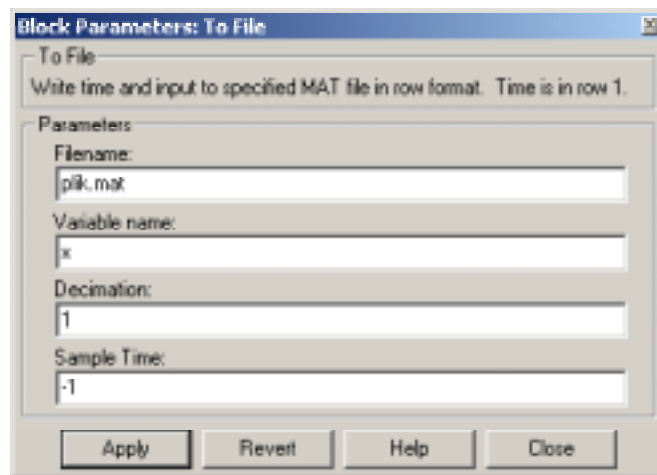 Block Parameters: To File
To File
Write time and input to specified MAT file in row format. Time is in row 1.
Parameters
Filename:
plik.mat
Variable name:
x
Decimation:
1
Sample Time:
-1
Apply Revert Help Close